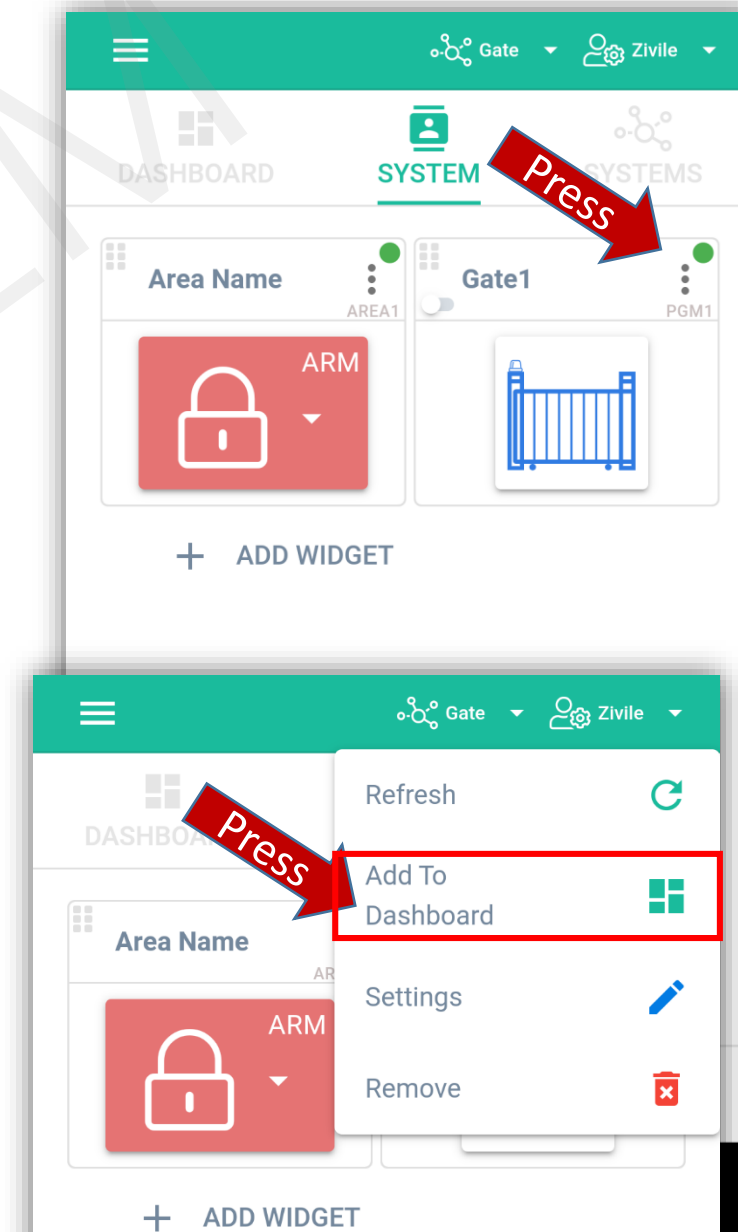 Gate Zivile
DASHBOARD SYSTEM SYSTEMS
Press
Area Name Gate1
AREA1 PGM1
ARM
+ ADD WIDGET
Gate Zivile
Refresh
DASHBOA
Press
Add To
Dashboard
Area Name
AR
Settings
ARM
Remove
+ ADD WIDGET